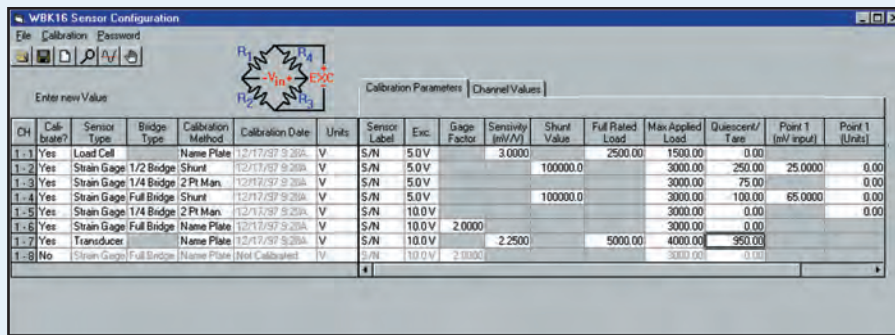 WBK16 Sensor Configuration
File Calibration Password
R1 R4
-Vin+ EXC
R2 R3
Enter new Value
Calibration Parameters Channel Values
CH Cali-brate? Sensor Type Bridge Type Calibration Method Calibration Date Units Sensor Label Exc. Gage Factor Sensivity (mV/V) Shunt Value Full Rated Load Max Applied Load Quiescent/ Tare Point 1 (mV input) Point 1 (Units)
1 - 1 Yes Load Cell Name Plate 12/17/97 9:28A V S/N 5.0 V 3.0000 2500.00 1500.00 0.00
1 - 2 Yes Strain Gage 1/2 Bridge Shunt 12/17/97 9:28A V S/N 5.0 V 100000.0 3000.00 250.00 25.0000 0.00
1 - 3 Yes Strain Gage 1/4 Bridge 2 Pt Man. 12/17/97 9:28A V S/N 5.0 V 3000.00 75.00 0.00
1 - 4 Yes Strain Gage Full Bridge Shunt 12/17/97 9:28A V S/N 5.0 V 100000.0 3000.00 100.00 65.0000 0.00
1 - 5 Yes Strain Gage 1/4 Bridge 2 Pt Man. 12/17/97 9:25A V S/N 10.0 V 3000.00 0.00 0.00
1 - 6 Yes Strain Gage Full Bridge Name Plate 12/17/97 9:28A V S/N 10.0 V 2.0000 3000.00 0.00
1 - 7 Yes Transducer Name Plate 12/17/97 9:28A V S/N 10.0 V 2.2500 5000.00 4000.00 950.00
1 - 8 No Strain Gage Full Bridge Name Plate Not Calibrated V S/N 10.0 V 2.0000 3000.00 0.00